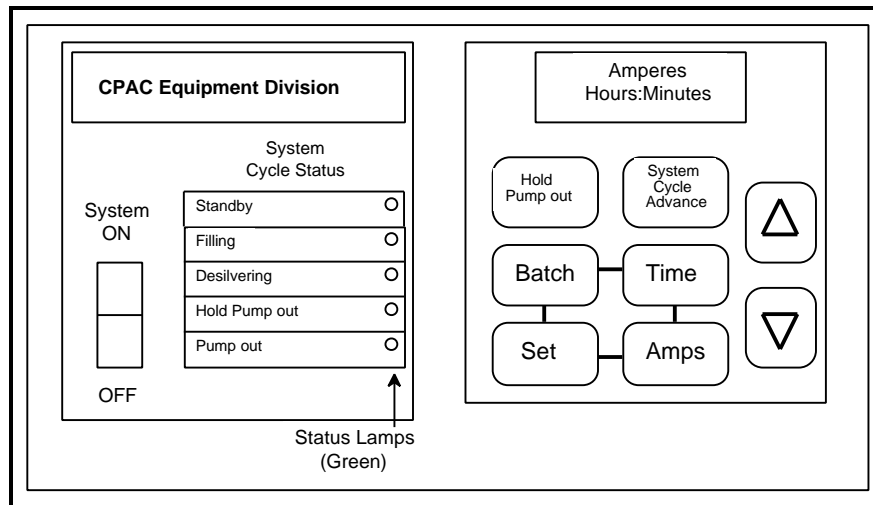 CPAC Equipment Division
System
Cycle Status
System
ON
Standby
Filling
Desilvering
Hold Pump out
Pump out
OFF
Status Lamps
(Green)
Amperes
Hours:Minutes
Hold
Pump out
System
Cycle
Advance
Batch
Time
Set
Amps